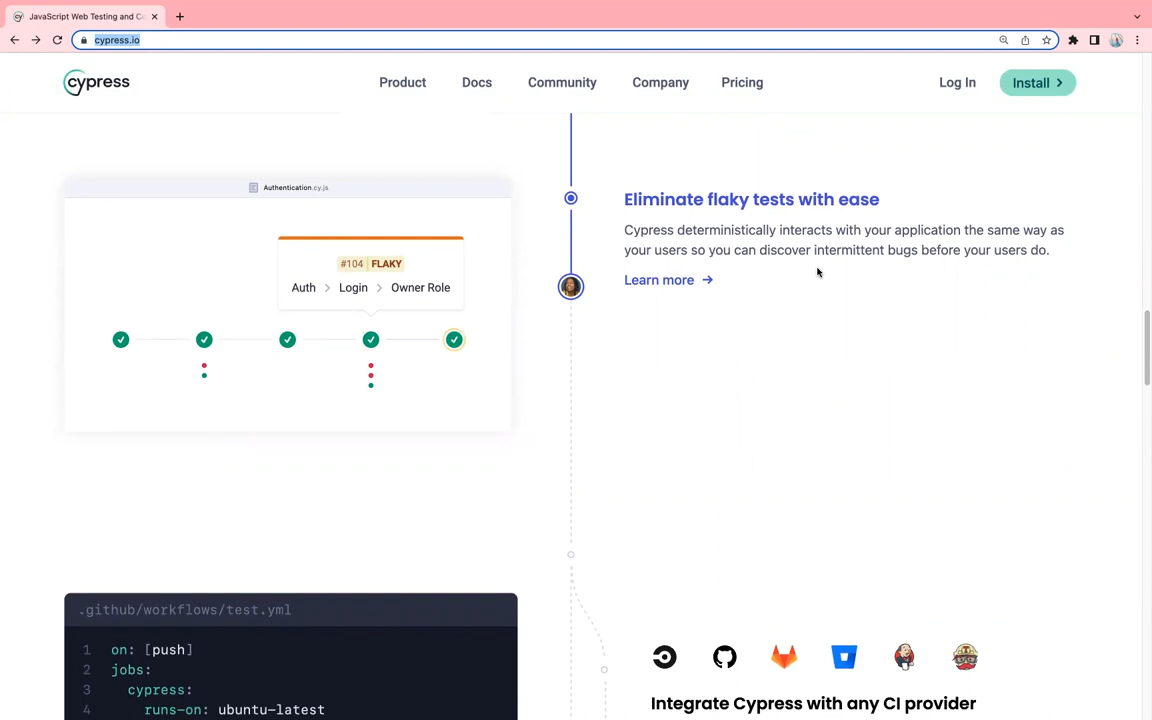 JavaScript Web Testing and C
cypress.io
cypress
Product
Docs
Community
Company
Pricing
Log In
Install
Authentication.cy.js
#104 FLAKY
Auth > Login > Owner Role
Eliminate flaky tests with ease
Cypress deterministically interacts with your application the same way as
your users so you can discover intermittent bugs before your users do.
Learn more →
.github/workflows/test.yml
1 on: [push]
2 jobs:
3 cypress:
4 runs-on: ubuntu-latest
Integrate Cypress with any CI provider